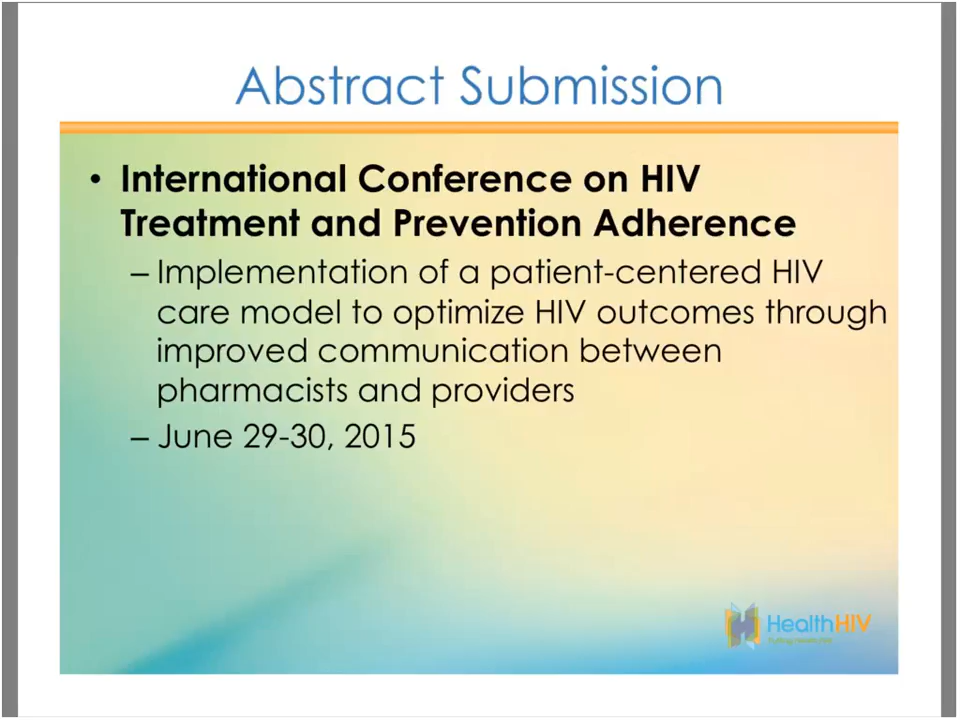 Abstract Submission
• International Conference on HIV
Treatment and Prevention Adherence
– Implementation of a patient-centered HIV
care model to optimize HIV outcomes through
improved communication between
pharmacists and providers
– June 29-30, 2015
HealthHIV